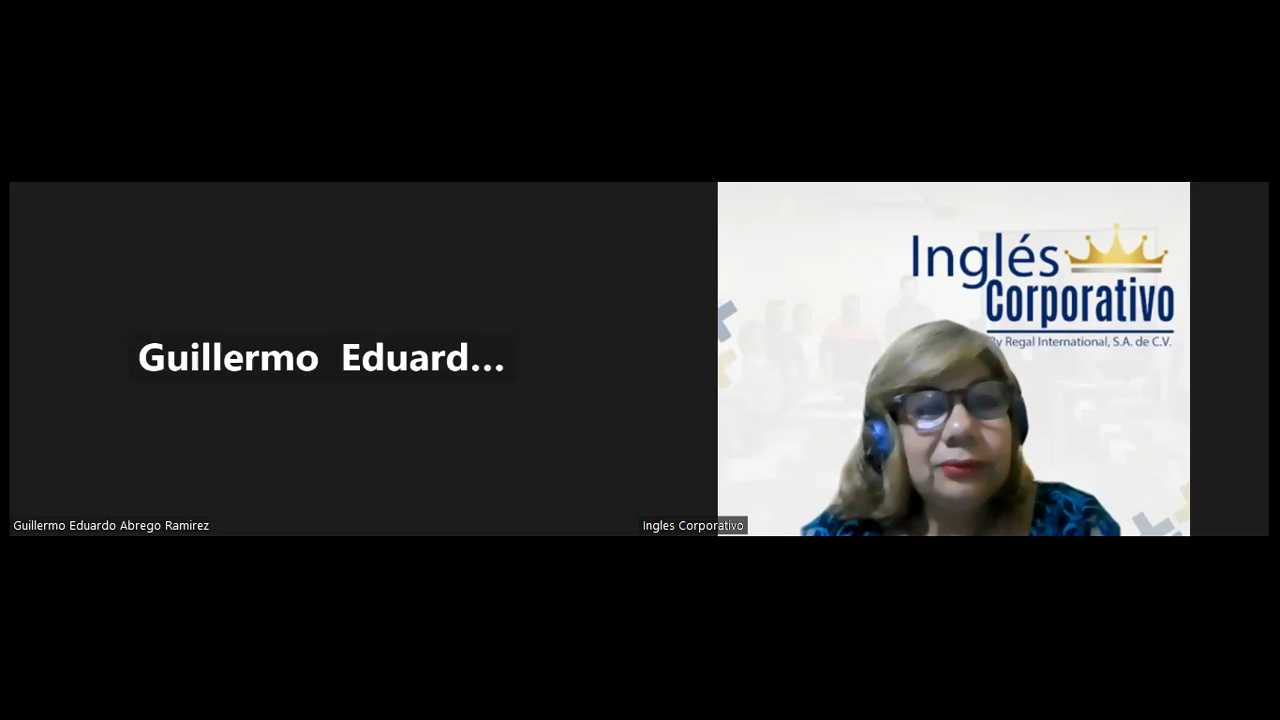 Guillermo Eduard...
Guillermo Eduardo Abrego Ramirez
Inglés
Corporativo
By Regal International, S.A. de C.V.
Ingles Corporativo